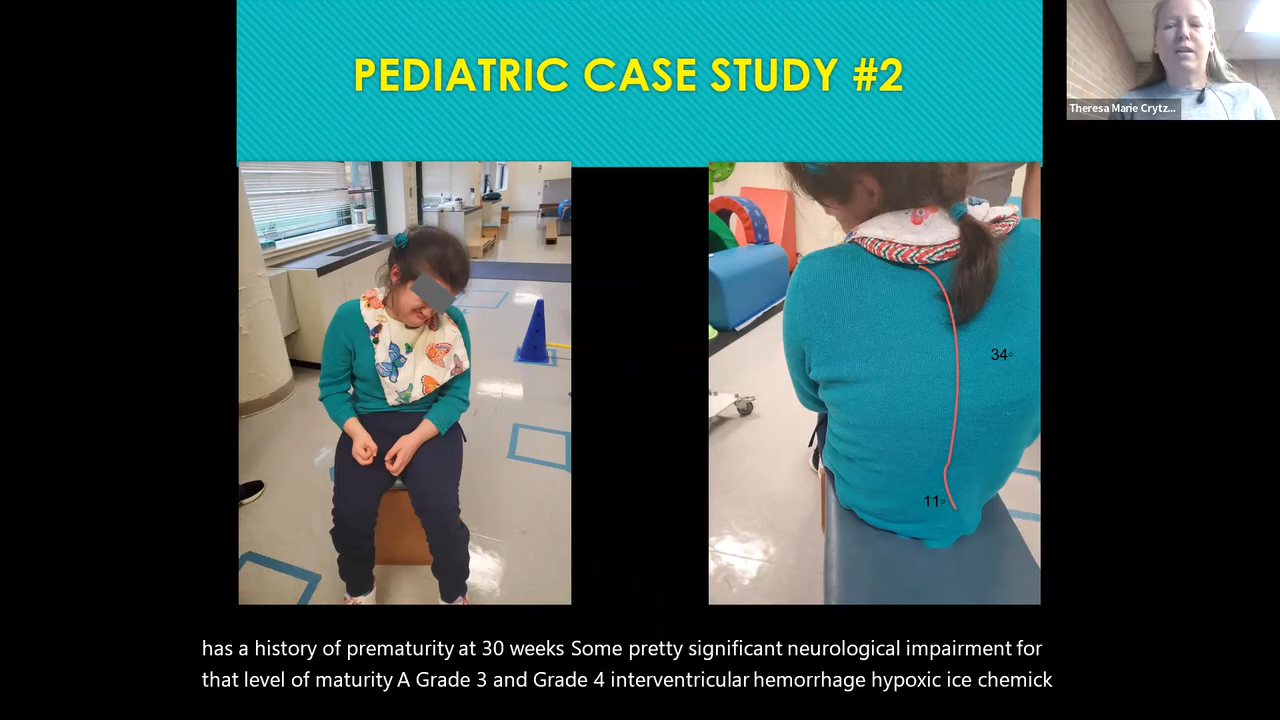 PEDIATRIC CASE STUDY #2
Theresa Marie Crytz...
34°
11°
has a history of prematurity at 30 weeks Some pretty significant neurological impairment for
that level of maturity A Grade 3 and Grade 4 interventricular hemorrhage hypoxic ice chemick